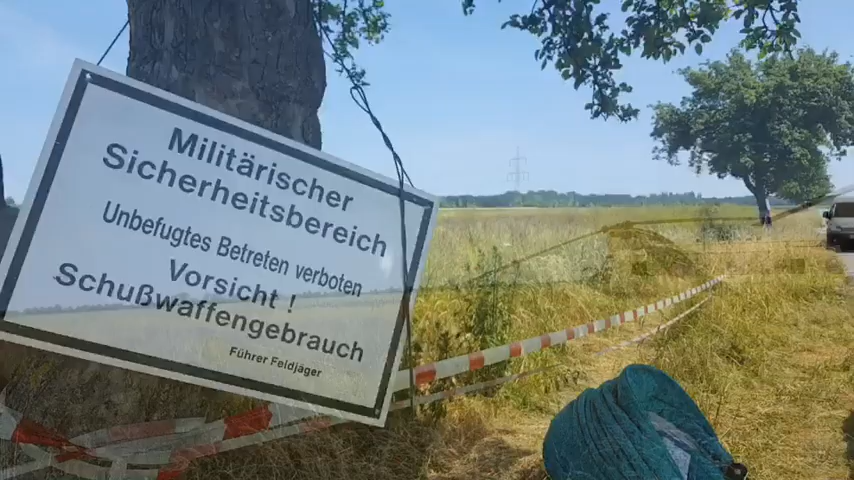 Militärischer
Sicherheitsbereich
Unbefugtes Betreten verboten
Vorsicht !
Schußwaffengebrauch
Führer Feldjäger